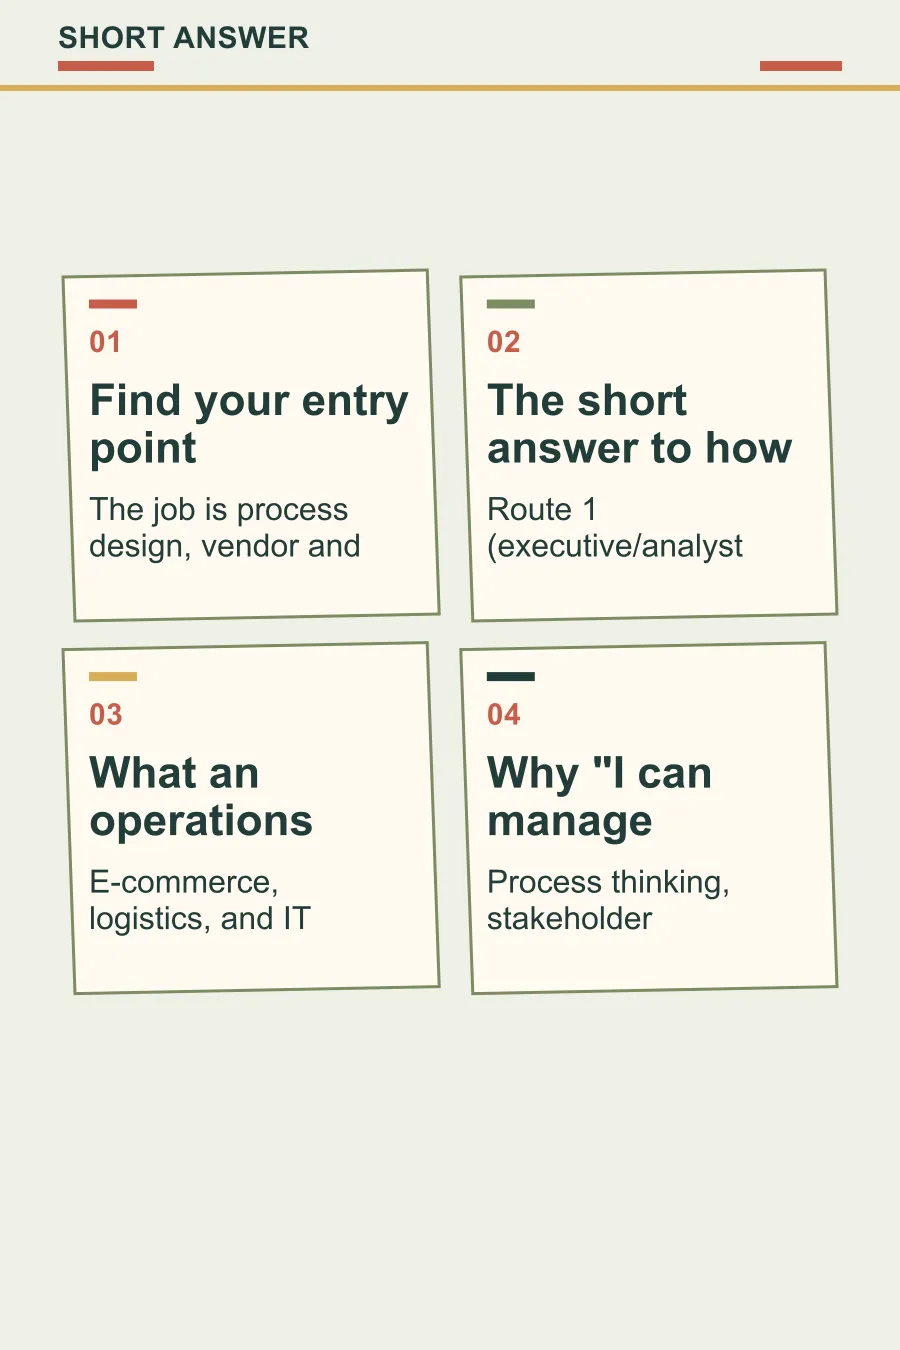 SHORT ANSWER
01
Find your entry
point
The job is process
design, vendor and
02
The short
answer to how
Route 1
(executive/analyst
03
What an
operations
E-commerce,
logistics, and IT
04
Why "I can
manage
Process thinking,
stakeholder